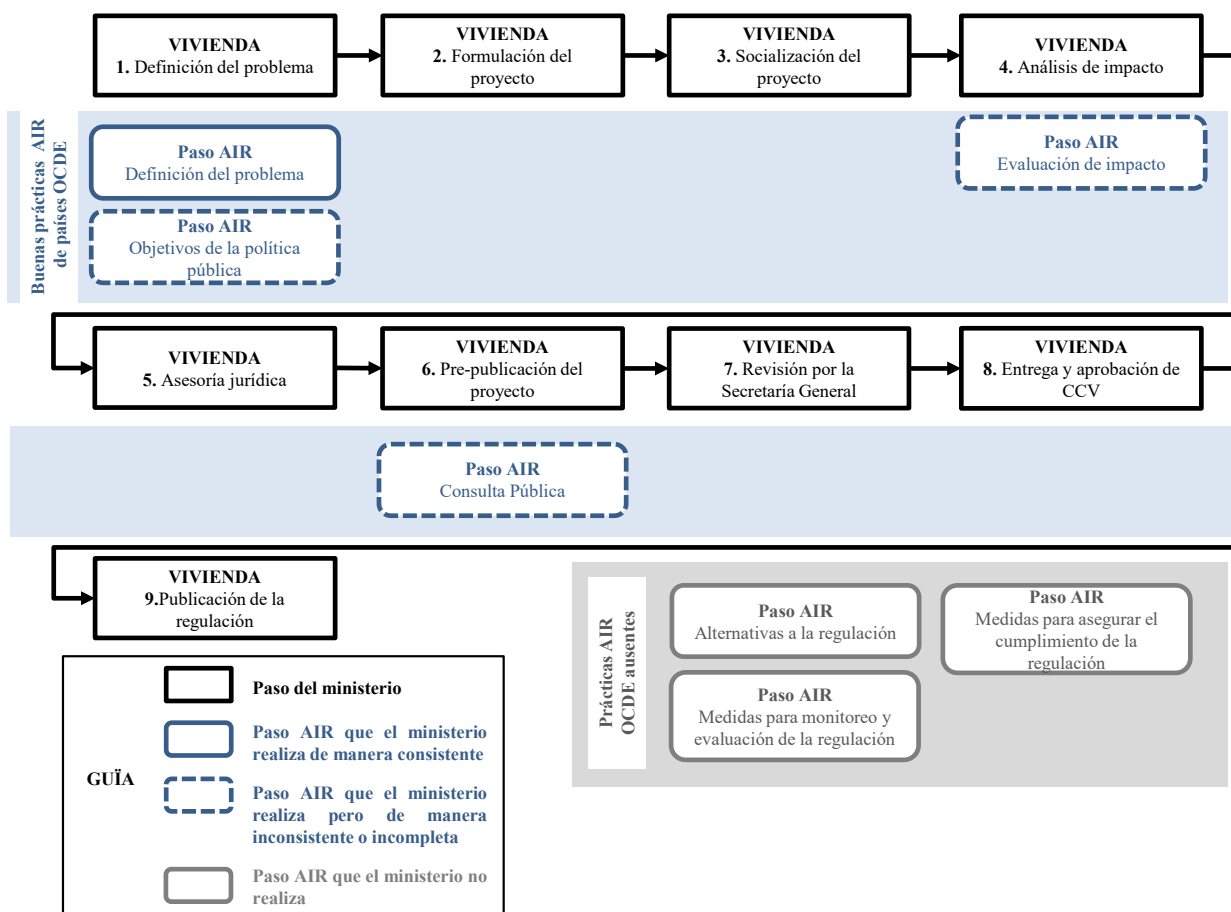 VIVIENDA
1. Definición del problema
VIVIENDA
2. Formulación del
proyecto
VIVIENDA
3. Socialización del
proyecto
VIVIENDA
4. Análisis de impacto
Buenas prácticas AIR
de países OCDE
Paso AIR
Definición del problema
Paso AIR
Objetivos de la política
pública
Paso AIR
Evaluación de impacto
VIVIENDA
5. Asesoría jurídica
VIVIENDA
6. Pre-publicación del
proyecto
VIVIENDA
7. Revisión por la
Secretaría General
VIVIENDA
8. Entrega y aprobación de
CCV
Paso AIR
Consulta Pública
VIVIENDA
9.Publicación de la
regulación
Prácticas AIR
OCDE ausentes
Paso AIR
Alternativas a la regulación
Paso AIR
Medidas para asegurar el
cumplimiento de la
regulación
Paso AIR
Medidas para monitoreo y
evaluación de la regulación
GUÏA
Paso del ministerio
Paso AIR que el ministerio
realiza de manera consistente
Paso AIR que el ministerio
realiza pero de manera
inconsistente o incompleta
Paso AIR que el ministerio no
realiza